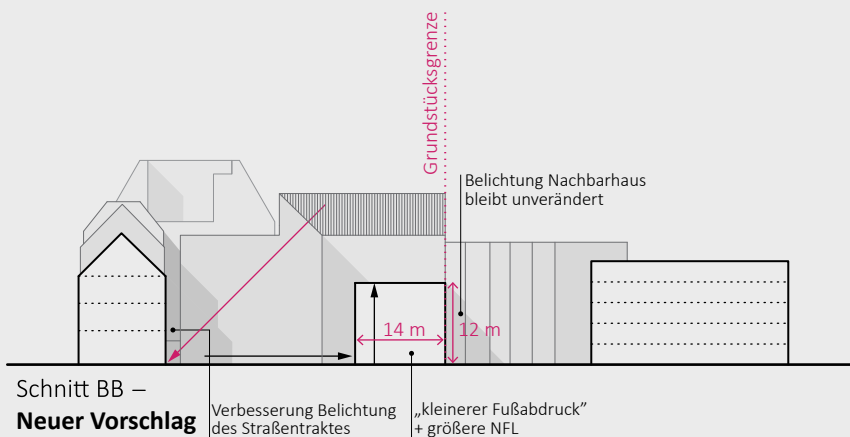 Grundstücksgrenze
Belichtung Nachbarhaus
bleibt unverändert
14 m
12 m
Schnitt BB –
Neuer Vorschlag
Verbesserung Belichtung
des Straßentraktes
„kleinerer Fußabdruck”
+ größere NFL